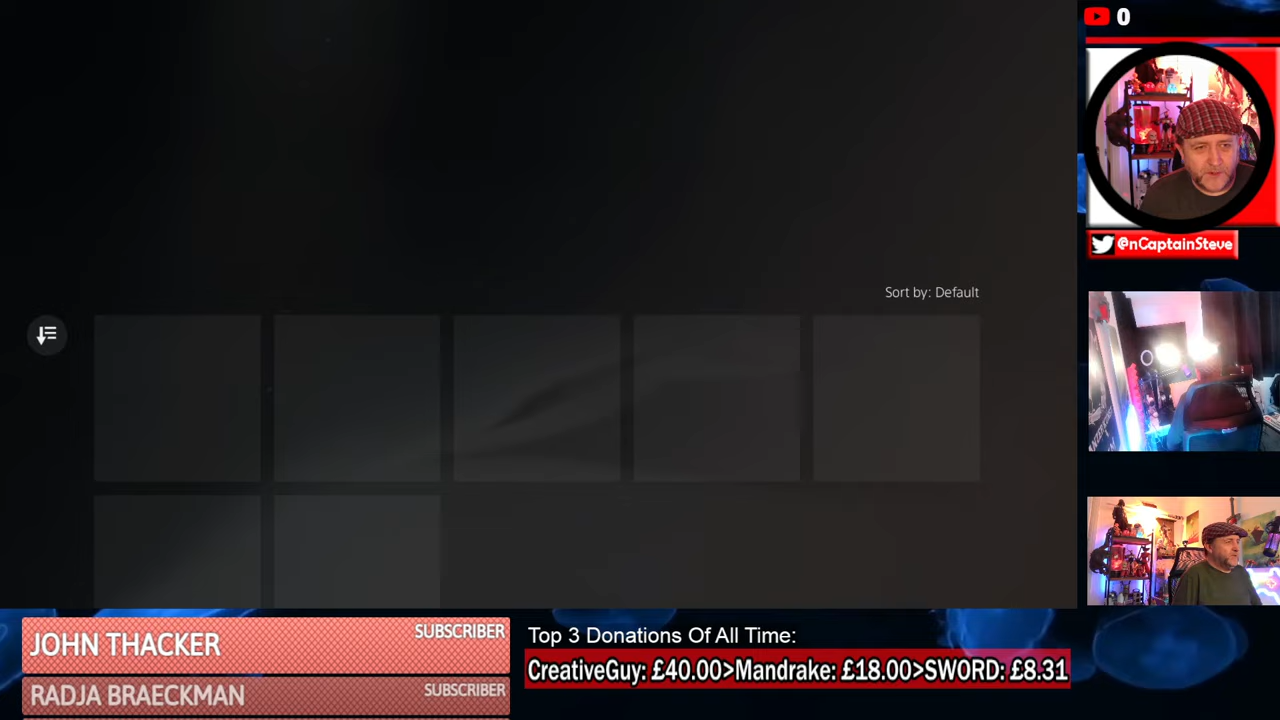 0
@nCaptainSteve
Sort by: Default
JOHN THACKER
SUBSCRIBER
RADJA BRAECKMAN
SUBSCRIBER
Top 3 Donations Of All Time:
CreativeGuy: £40.00>Mandrake: £18.00>SWORD: £8.31